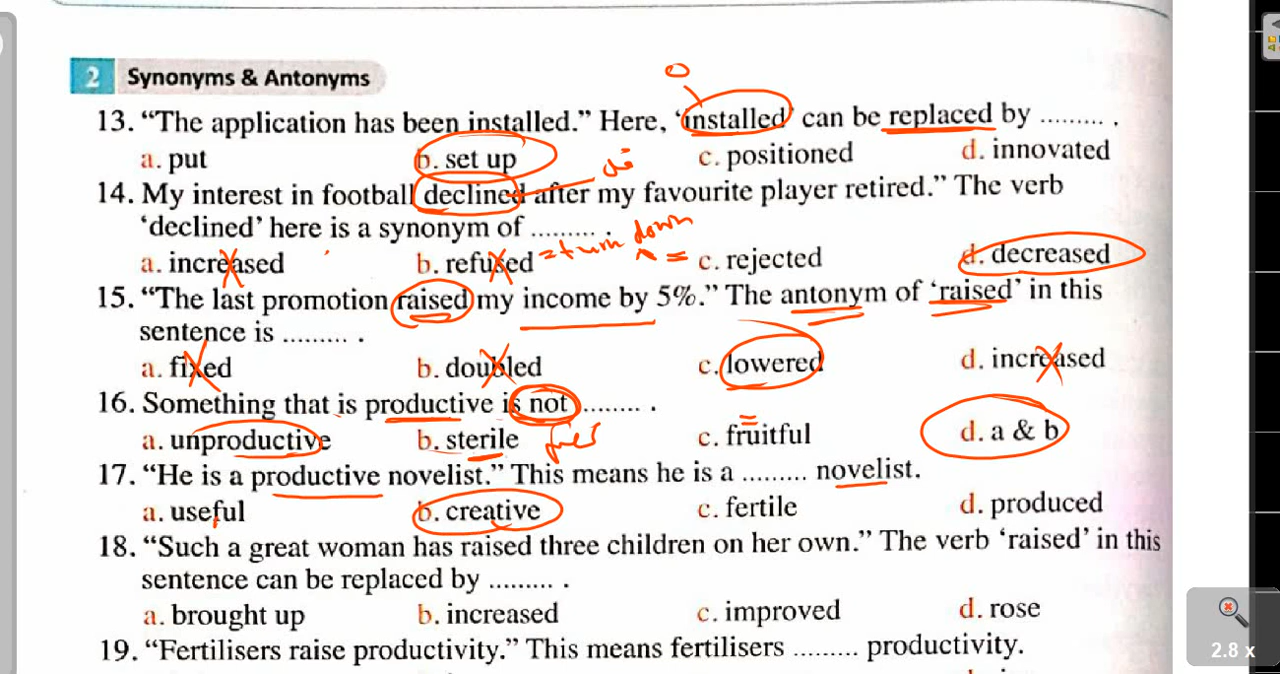 2 Synonyms & Antonyms
13. “The application has been installed.” Here, ‘installed’ can be replaced by ......... .
a. put b. set up c. positioned d. innovated
14. My interest in football declined after my favourite player retired.” The verb
‘declined’ here is a synonym of ......... .
= turn down
a. increased b. refused c. rejected d. decreased
15. “The last promotion raised my income by 5%.” The antonym of ‘raised’ in this
sentence is ......... .
a. fixed b. doubled c. lowered d. increased
16. Something that is productive is not ......... .
a. unproductive b. sterile c. fruitful d. a & b
17. “He is a productive novelist.” This means he is a ......... novelist.
a. useful b. creative c. fertile d. produced
18. “Such a great woman has raised three children on her own.” The verb ‘raised’ in this
sentence can be replaced by ......... .
a. brought up b. increased c. improved d. rose
19. “Fertilisers raise productivity.” This means fertilisers ......... productivity.
2.8 x